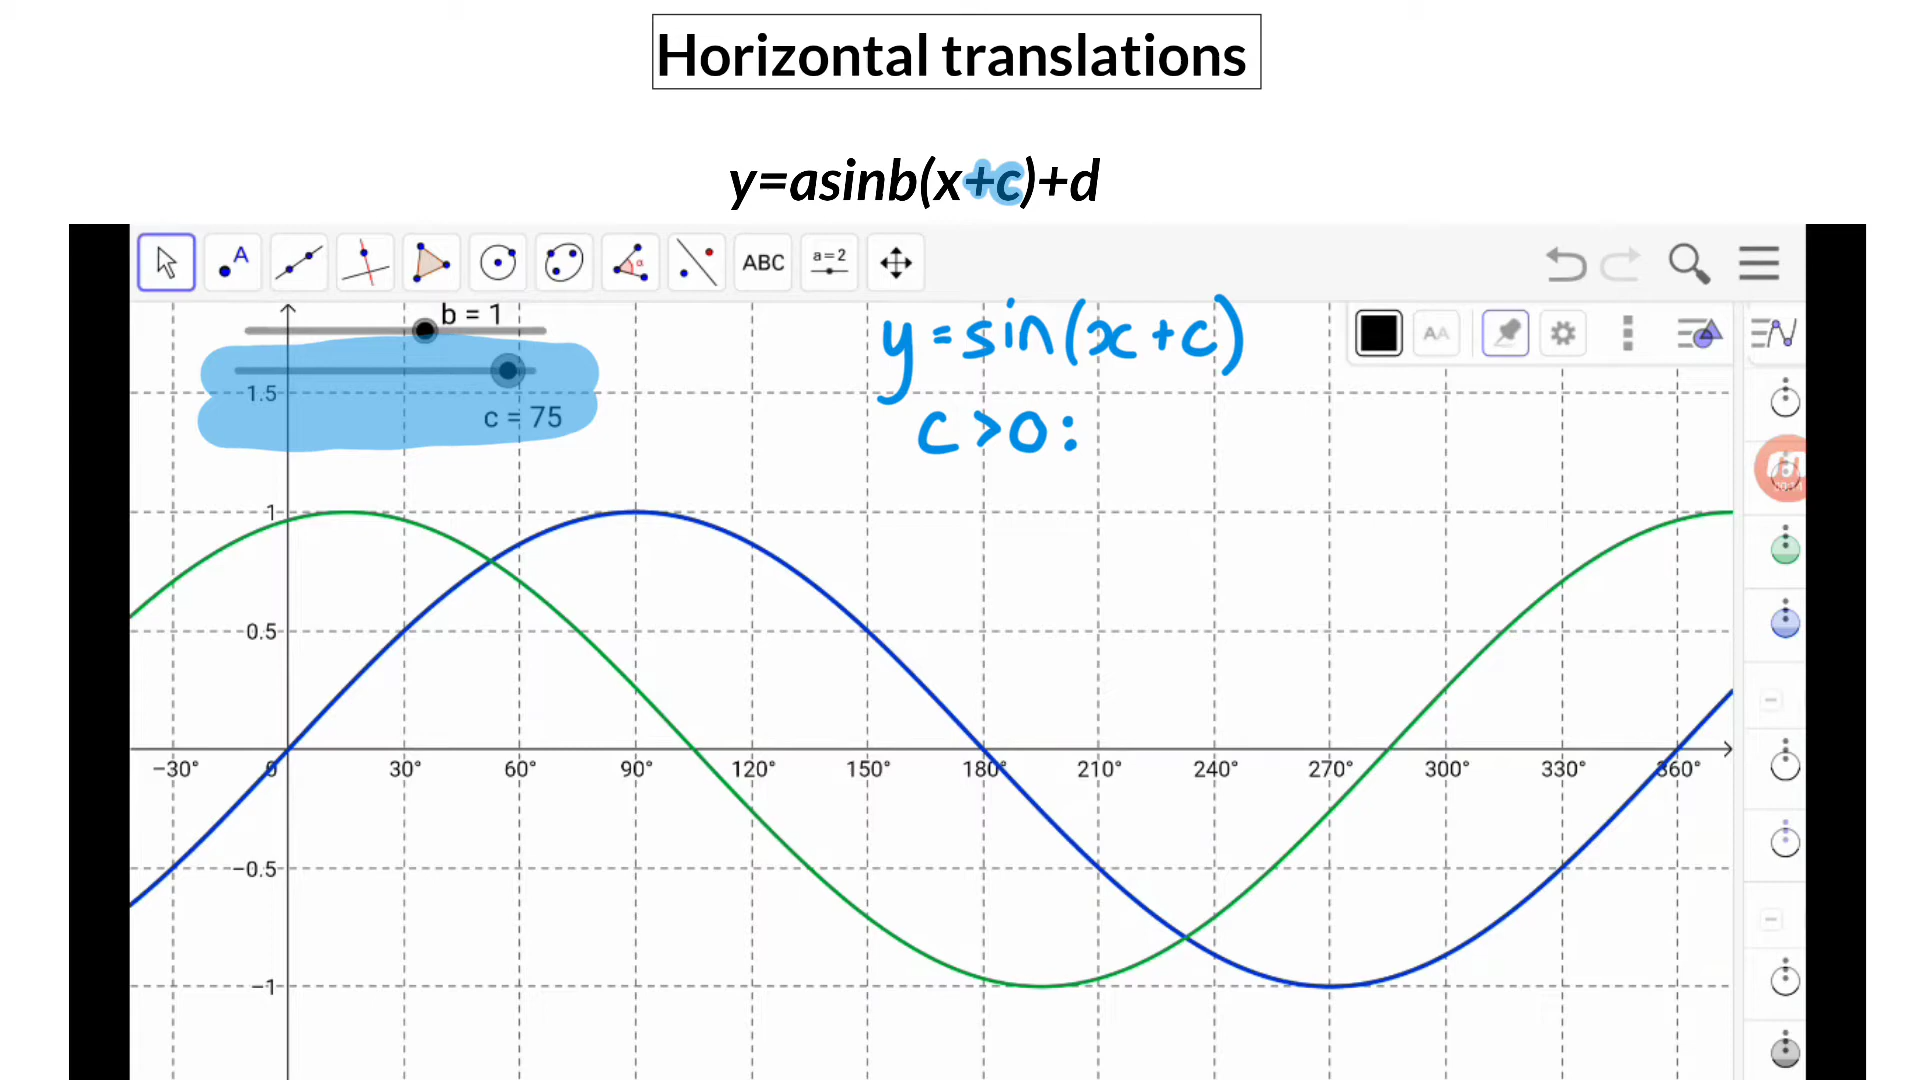 Horizontal translations
y=asinb(x+c)+d
A
α
ABC
a=2
b = 1
y=sin(x+c)
AA
1.5
c = 75
c>0:
1
0.5
−30°
0
30°
60°
90°
120°
150°
180°
210°
240°
270°
300°
330°
360°
−0.5
−1